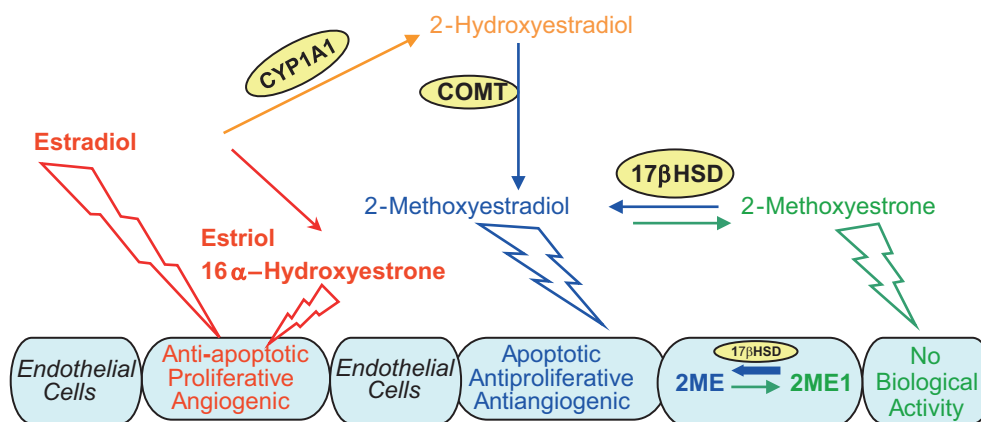 2-Hydroxyestradiol
CYP1A1
COMT
Estradiol
17βHSD
2-Methoxyestradiol
2-Methoxyestrone
Estriol
16α–Hydroxyestrone
Endothelial
Cells
Anti-apoptotic
Proliferative
Angiogenic
Endothelial
Cells
Apoptotic
Antiproliferative
Antiangiogenic
17βHSD
2ME 2ME1
No
Biological
Activity